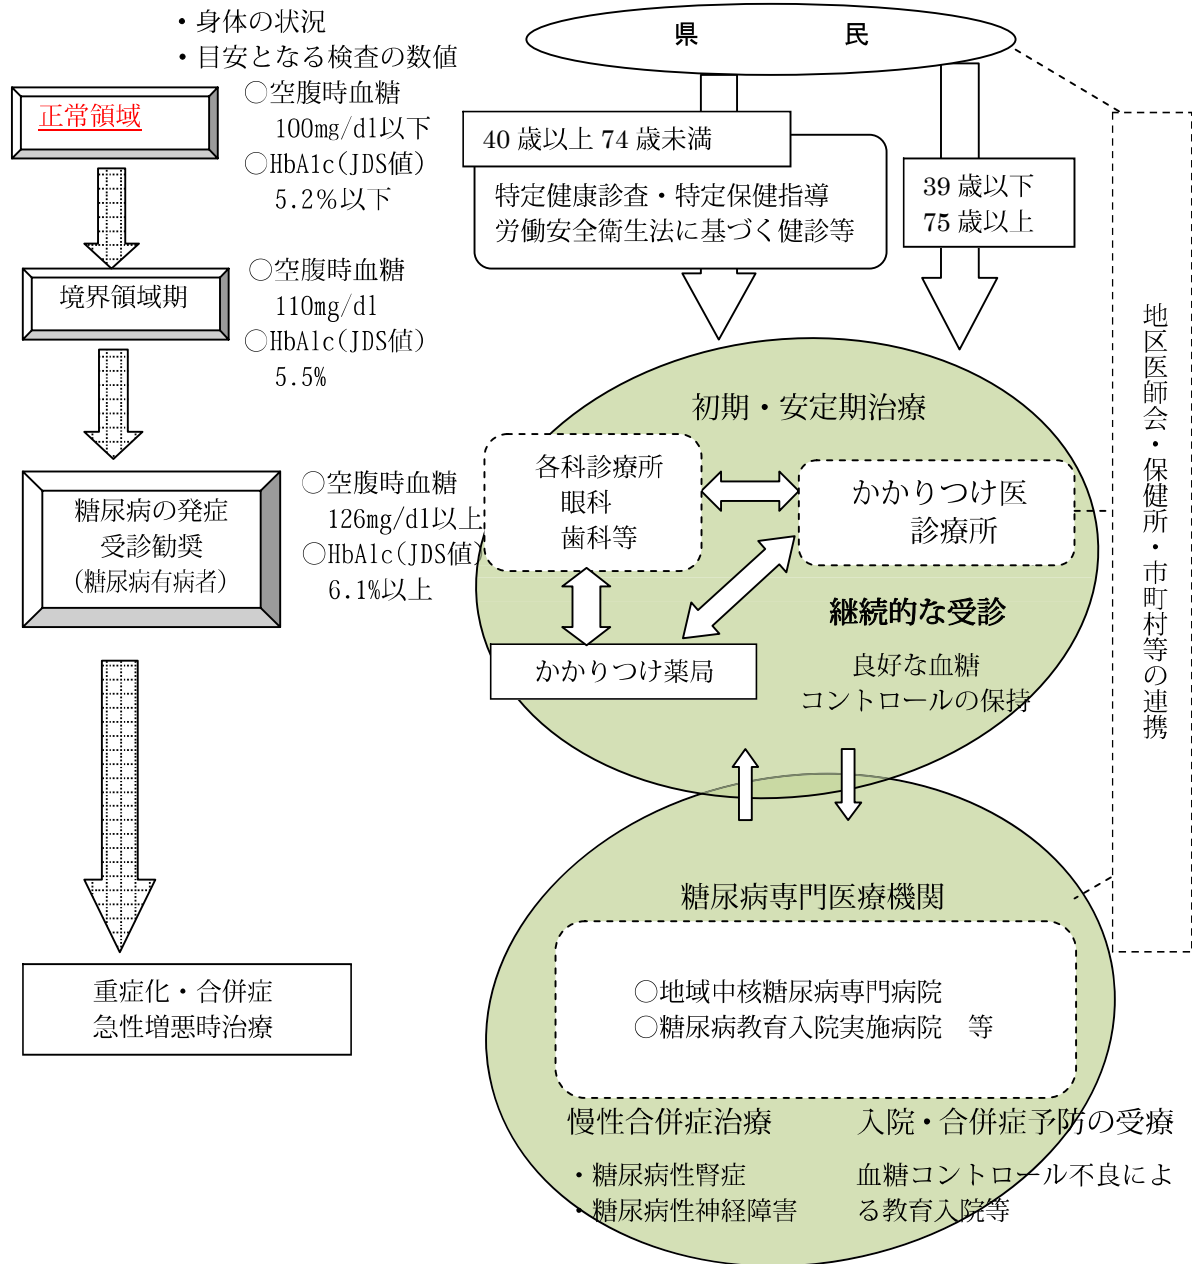 ・身体の状況
・目安となる検査の数値
正常領域
○空腹時血糖
100mg/dl以下
○HbA1c(JDS値)
5.2%以下
境界領域期
○空腹時血糖
110mg/dl
○HbA1c(JDS値)
5.5%
糖尿病の発症
受診勧奨
(糖尿病有病者)
○空腹時血糖
126mg/dl以上
○HbA1c(JDS値)
6.1%以上
重症化・合併症
急性増悪時治療
県　民
40 歳以上 74 歳未満
特定健康診査・特定保健指導
労働安全衛生法に基づく健診等
39 歳以下
75 歳以上
初期・安定期治療
各科診療所
眼科
歯科等
かかりつけ医
診療所
継続的な受診
かかりつけ薬局
良好な血糖
コントロールの保持
糖尿病専門医療機関
○地域中核糖尿病専門病院
○糖尿病教育入院実施病院　等
慢性合併症治療
・糖尿病性腎症
・糖尿病性神経障害
入院・合併症予防の受療
血糖コントロール不良によ
る教育入院等
地区医師会・保健所・市町村等の連携